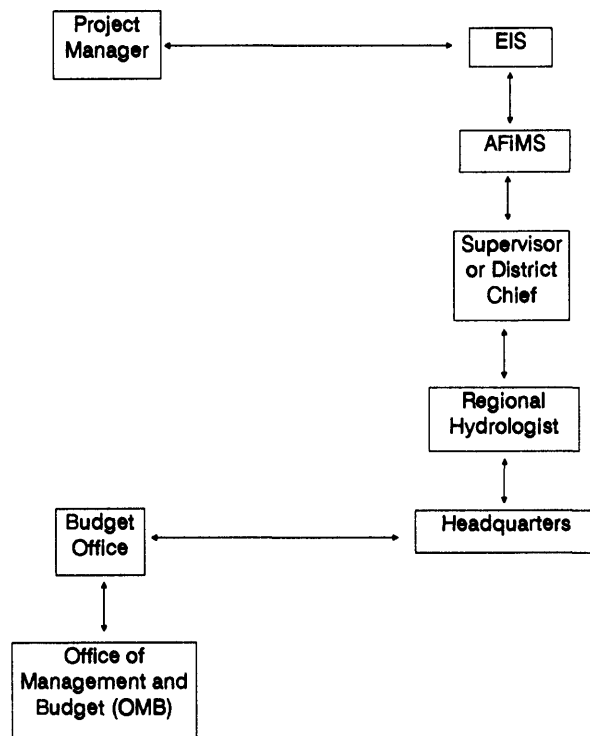 Project
Manager
EIS
AFiMS
Supervisor
or District
Chief
Regional
Hydrologist
Headquarters
Budget
Office
Office of
Management and
Budget (OMB)